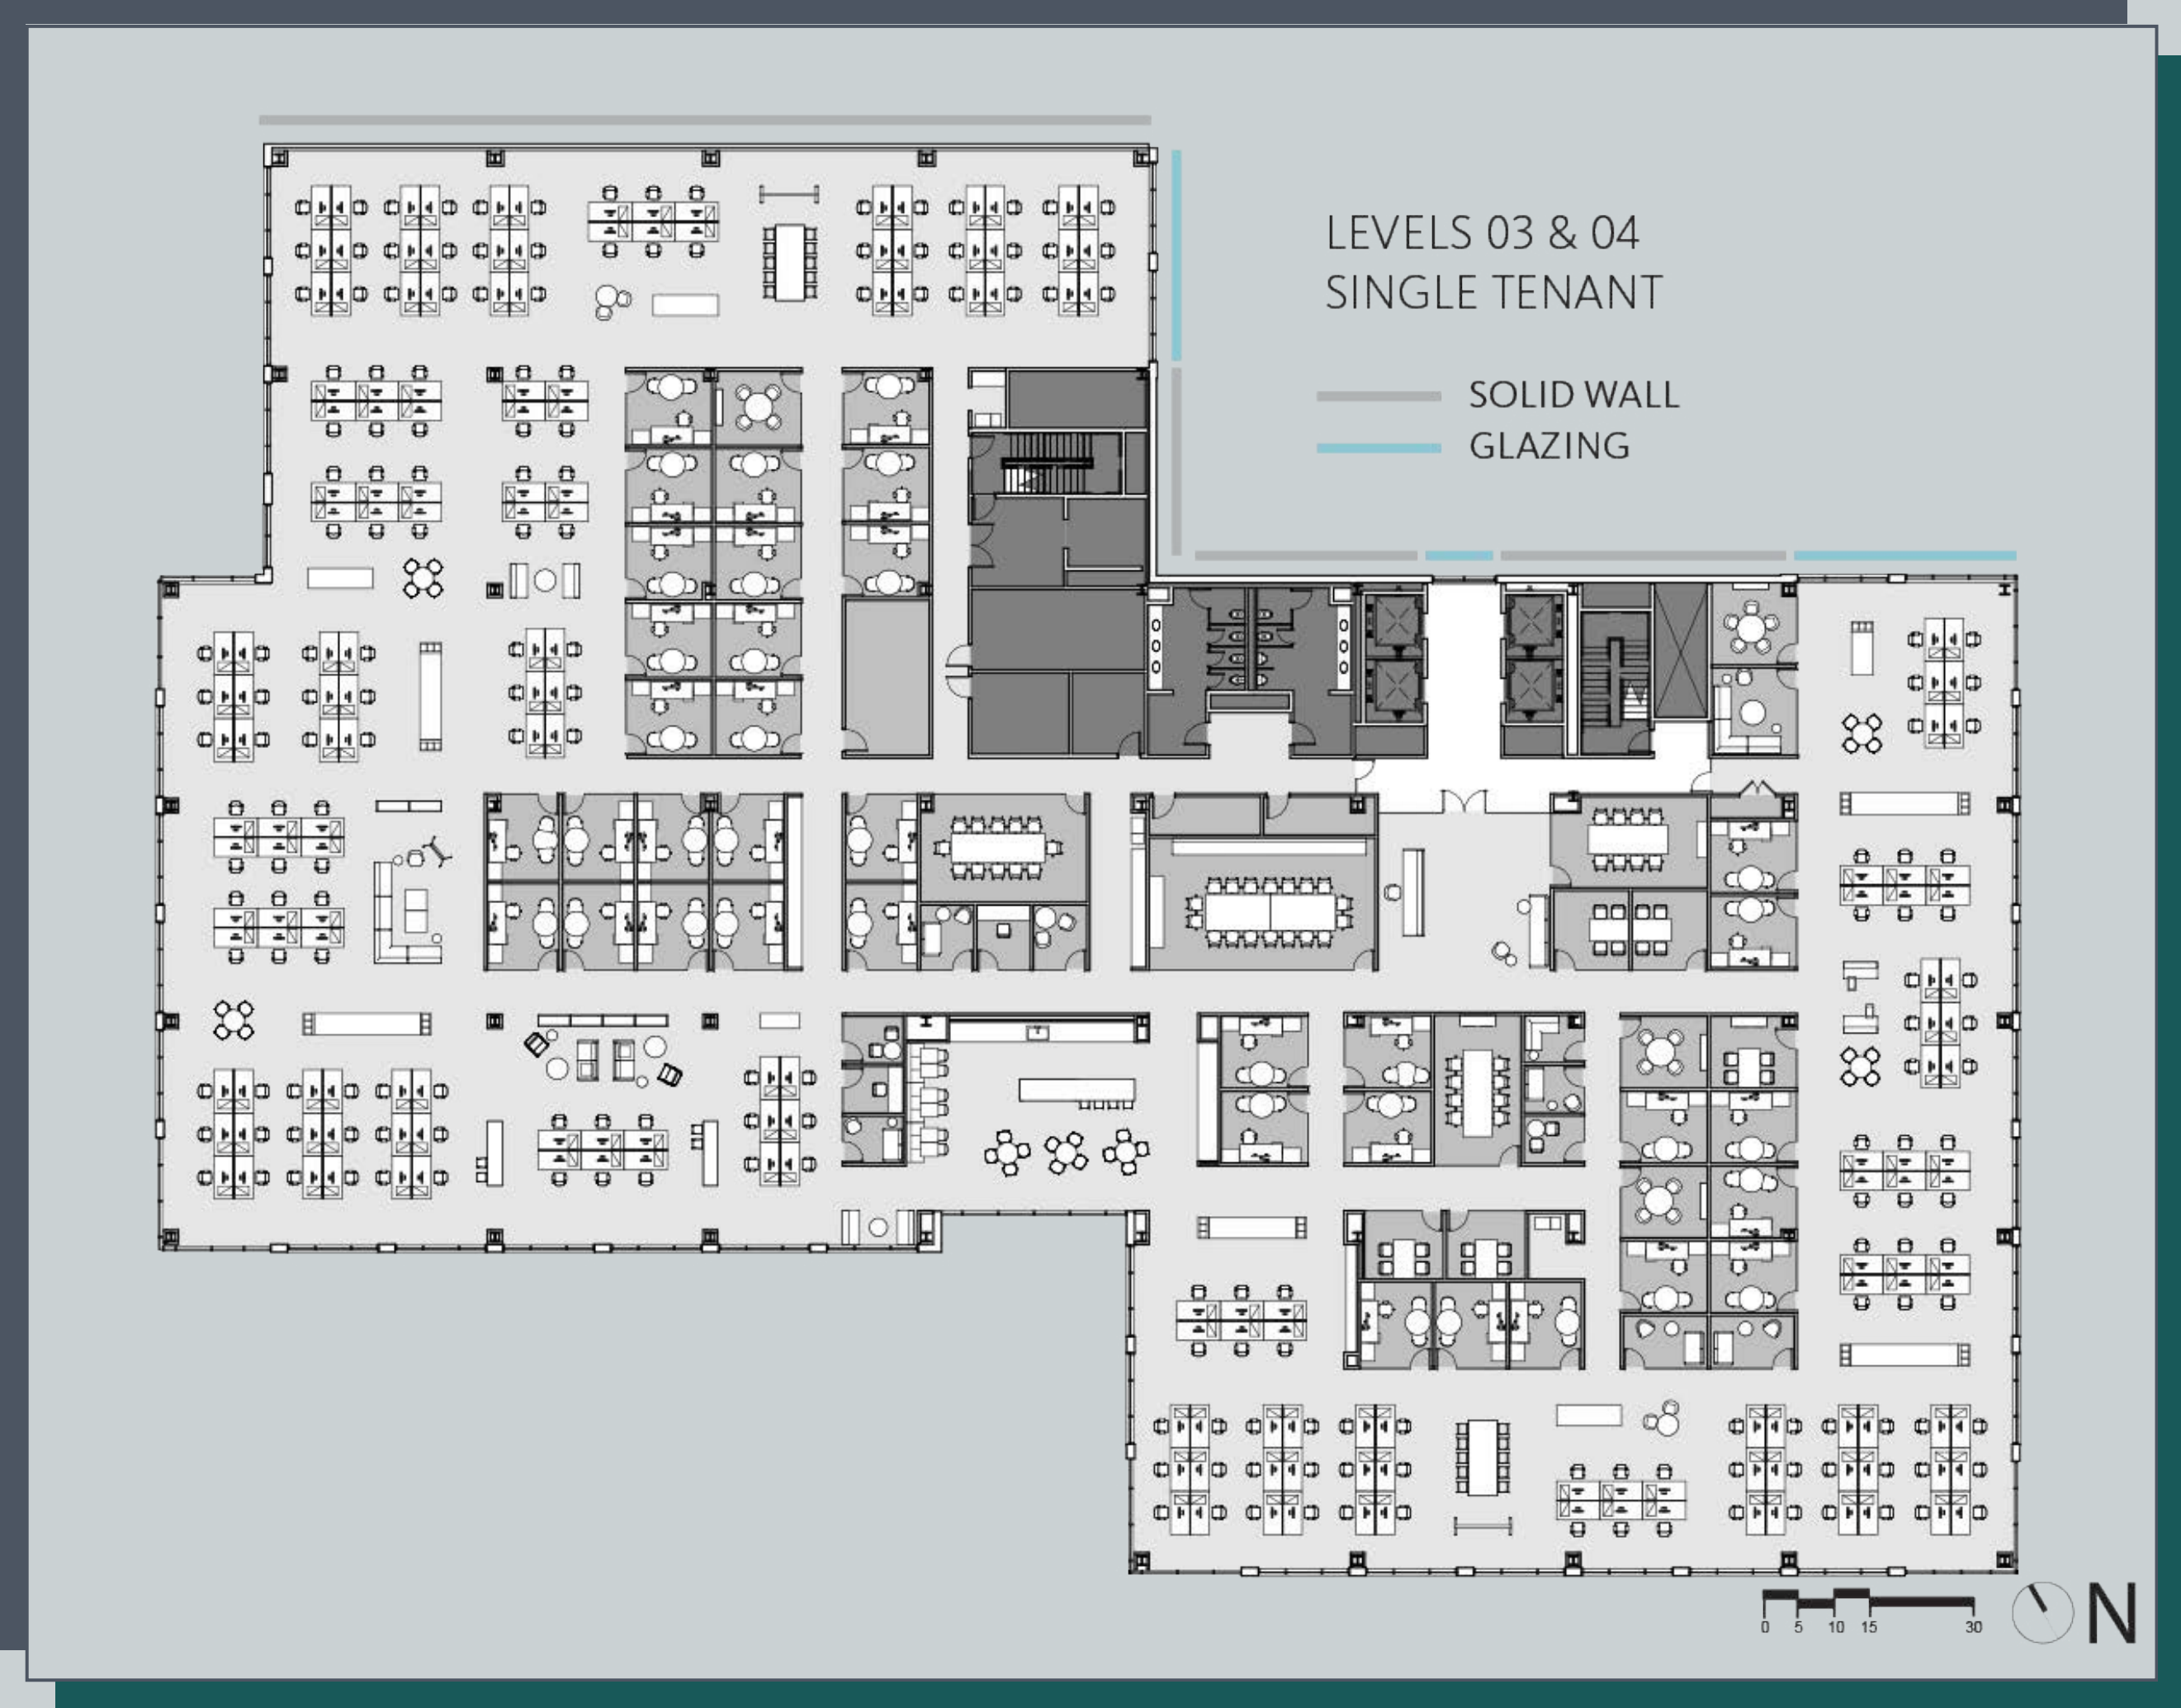 LEVELS 03 & 04
SINGLE TENANT
SOLID WALL
GLAZING
0 5 10 15 30
N